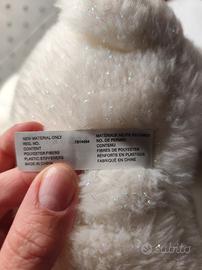 NEW MATERIAL ONLY
REG. NO.
CONTENT
POLYESTER FIBERS
PLASTIC STIFFENERS
MADE IN CHINA
MATERIAUX NEUFS SEULEMENT
NO DE PERMIS
CONTENU
FIBRES DE POLYESTER
RENFORTS EN PLASTIQUE
FABRIQUÉ EN CHINE
subito